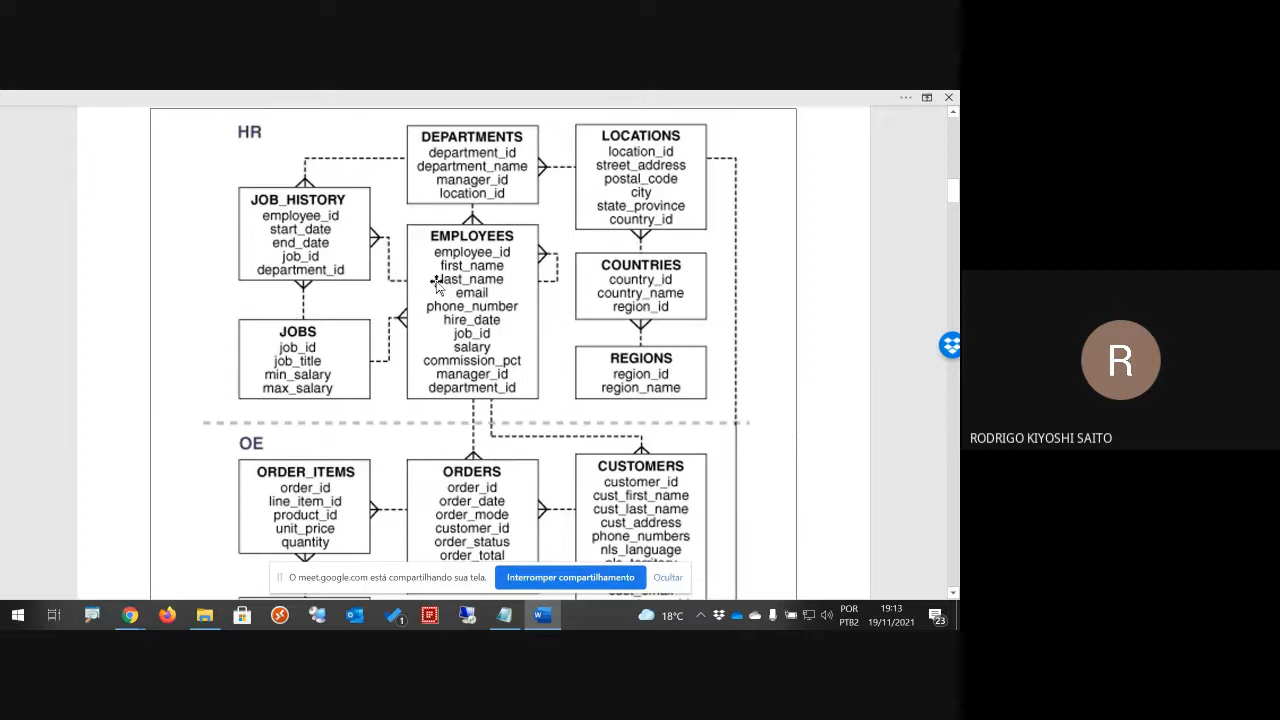 HR
DEPARTMENTS
department_id
department_name
manager_id
location_id
LOCATIONS
location_id
street_address
postal_code
city
state_province
country_id
JOB_HISTORY
employee_id
start_date
end_date
job_id
department_id
EMPLOYEES
employee_id
first_name
last_name
email
phone_number
hire_date
job_id
salary
commission_pct
manager_id
department_id
COUNTRIES
country_id
country_name
region_id
JOBS
job_id
job_title
min_salary
max_salary
REGIONS
region_id
region_name
R
RODRIGO KIYOSHI SAITO
OE
ORDER_ITEMS
order_id
line_item_id
product_id
unit_price
quantity
ORDERS
order_id
order_date
order_mode
customer_id
order_status
order_total
CUSTOMERS
customer_id
cust_first_name
cust_last_name
cust_address
phone_numbers
nls_language
O meet.google.com está compartilhando sua tela.
Interromper compartilhamento
Ocultar
1
18°C
POR
PTB2
19:13
19/11/2021
23